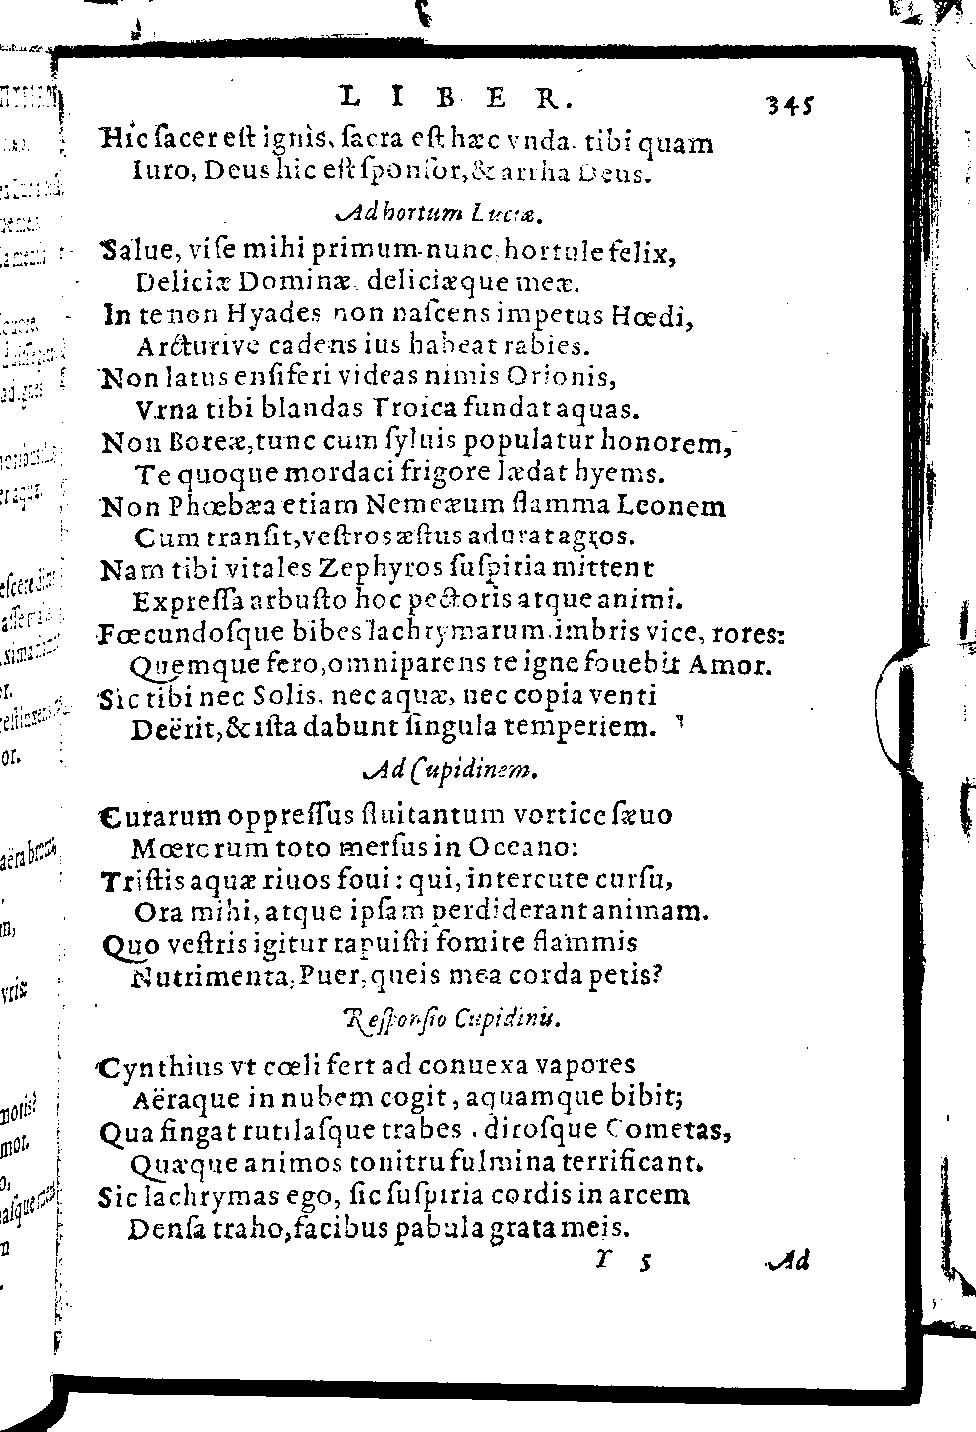 LIBER. 345
Hic sacer est ignis, sacra est hæc vnda. tibi quam
Iuro, Deus hic est sponsor, & arrha Deus.
Ad hortum Luciæ.
Salue, vise mihi primum. nunc, hortule felix,
Deliciæ Dominæ, deliciæque meæ.
In te non Hyades non nascens impetus Hœdi,
Arcturive cadens ius habeat rabies.
Non latus ensiferi videas nimis Orionis,
Vrna tibi blandas Troica fundat aquas.
Non Boreæ, tunc cum syluis populatur honorem,
Te quoque mordaci frigore lædat hyems.
Non Phœbæa etiam Nemeæum flamma Leonem
Cum transit, vestros æstus adurat agros.
Nam tibi vitales Zephyros suspiria mittent
Expressa arbusto hoc pectoris atque animi.
Fœcundosque bibes lachrymarum, imbris vice, rores:
Quemque fero, omniparens te igne fouebit Amor.
Sic tibi nec Solis, nec aquæ, nec copia venti
Deërit, & ista dabunt singula temperiem.
Ad Cupidinem.
Curarum oppressus fluitantum vortice sæuo
Mœrorum toto mersus in Oceano:
Tristis aquæ riuos foui: qui, intercute cursu,
Ora mihi, atque ipsam perdiderant animam.
Quo vestris igitur rapuisti fomite flammis
Nutrimenta, Puer, queis mea corda petis?
Responsio Cupidinis.
Cynthius vt cœli fert ad conuexa vapores
Aëraque in nubem cogit, aquamque bibit;
Qua fingat rutilasque trabes, dirosque Cometas,
Quæque animos tonitru fulmina terrificant.
Sic lachrymas ego, sic suspiria cordis in arcem
Densa traho, facibus pabula grata meis.
Y 5 Ad